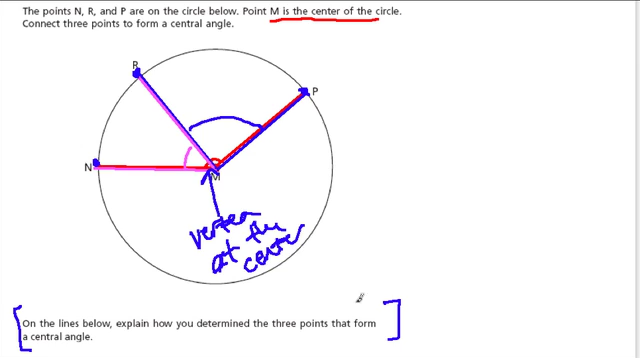 The points N, R, and P are on the circle below. Point M is the center of the circle.
Connect three points to form a central angle.
R
P
N
M
vertex
at the
center
On the lines below, explain how you determined the three points that form
a central angle.